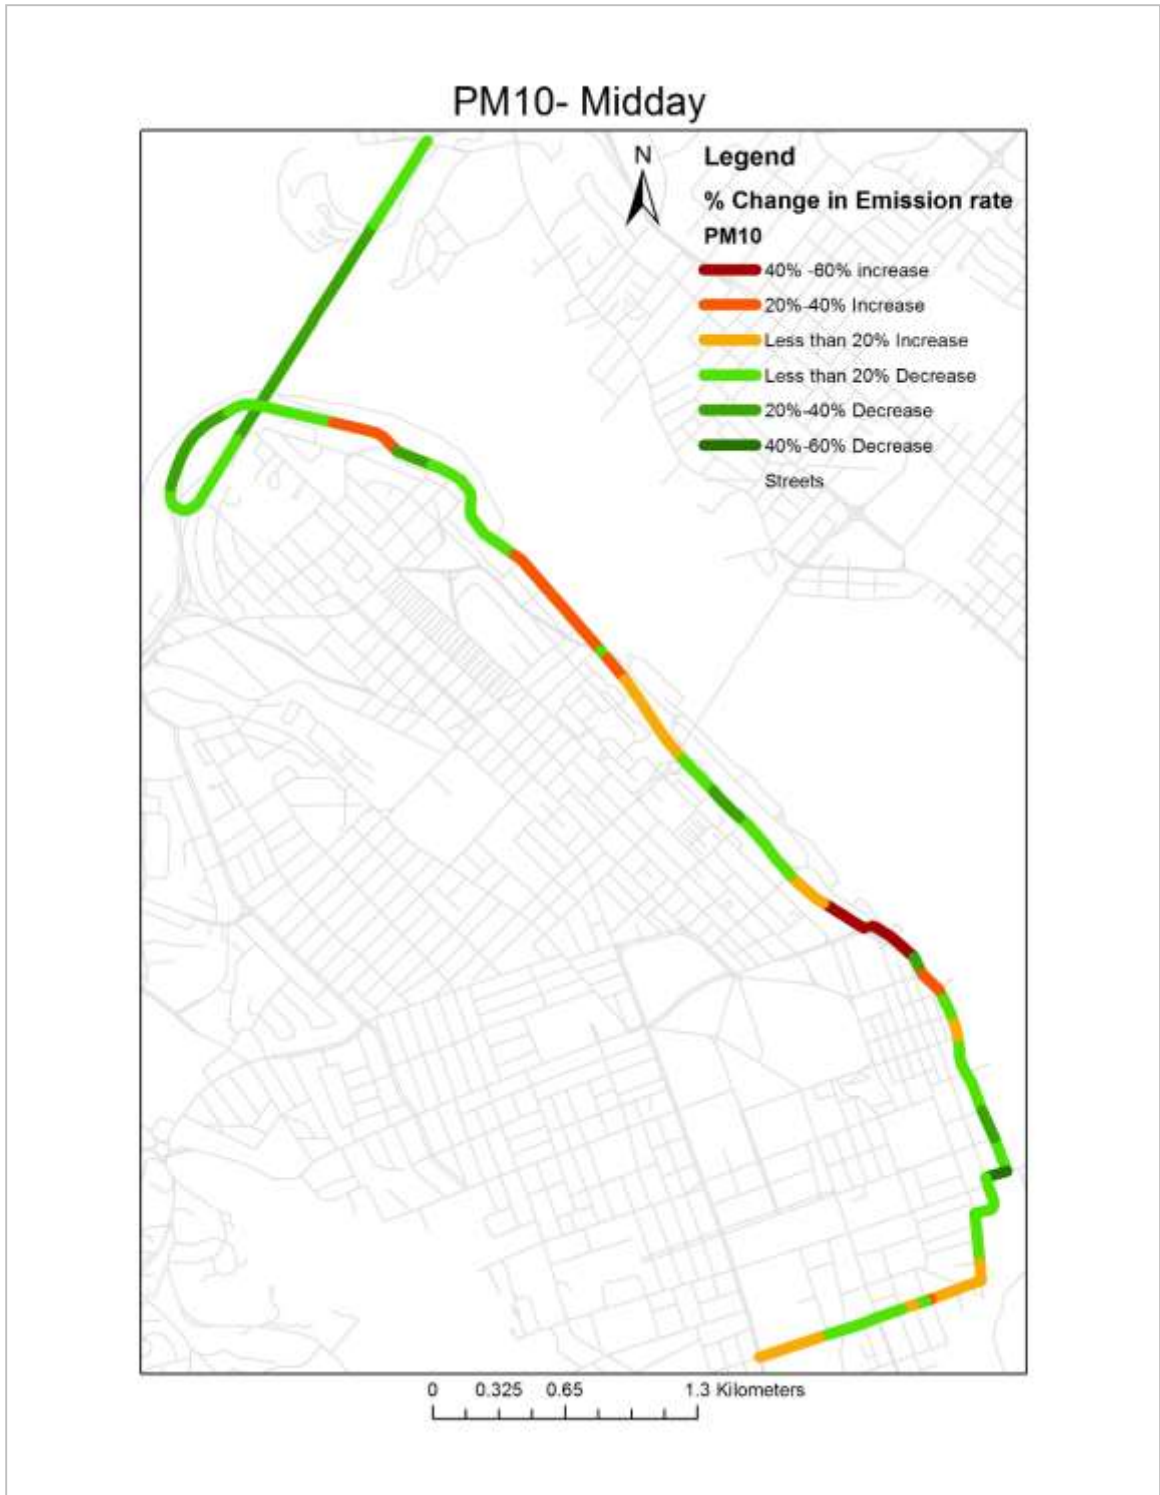 PM10- Midday
N
Legend
% Change in Emission rate
PM10
40% -60% increase
20%-40% Increase
Less than 20% Increase
Less than 20% Decrease
20%-40% Decrease
40%-60% Decrease
Streets
0 0.325 0.65 1.3 Kilometers